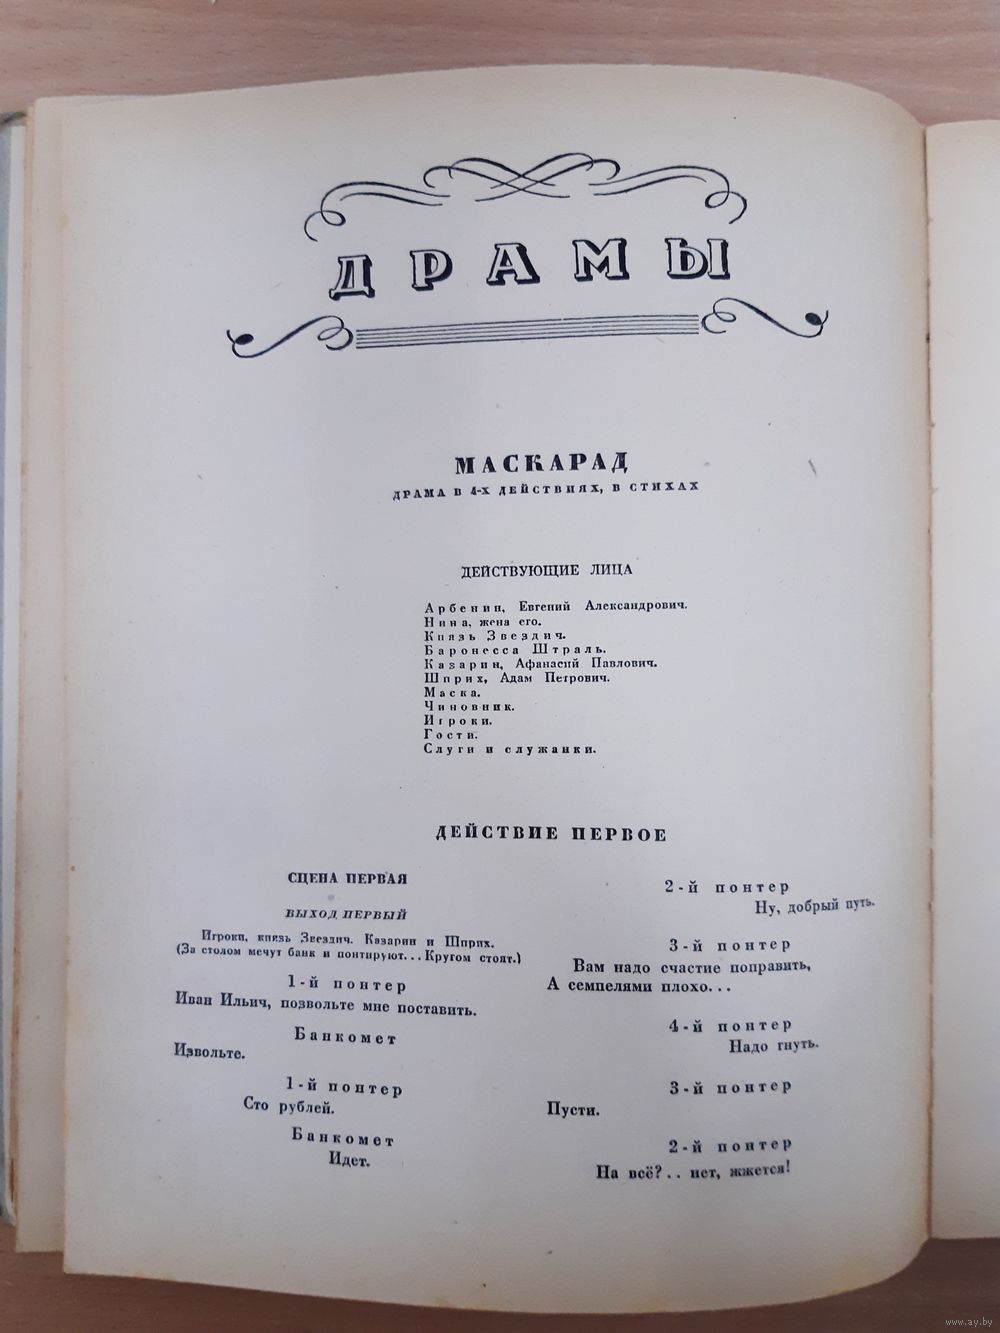 ДРАМЫ
МАСКАРАД
ДРАМА В 4-Х ДЕЙСТВИЯХ, В СТИХАХ
ДЕЙСТВУЮЩИЕ ЛИЦА
Арбенин, Евгений Александрович.
Нина, жена его.
Князь Звездич.
Баронесса Штраль.
Казарин, Афанасий Павлович.
Шприх, Адам Петрович.
Маска.
Чиновник.
Игроки.
Гости.
Слуги и служанки.
ДЕЙСТВИЕ ПЕРВОЕ
СЦЕНА ПЕРВАЯ
ВЫХОД ПЕРВЫЙ
Игроки, князь Звездич, Казарин и Шприх.
(За столом мечут банк и понтируют... Кругом стоят.)
1-й понтер
Иван Ильич, позвольте мне поставить.
Банкомет
Извольте.
1-й понтер
Сто рублей.
Банкомет
Идет.
2-й понтер
Ну, добрый путь.
3-й понтер
Вам надо счастие поправить,
А семпелями плохо...
4-й понтер
Надо гнуть.
3-й понтер
Пусти.
2-й понтер
На всё?.. нет, жжется!
www.ay.by